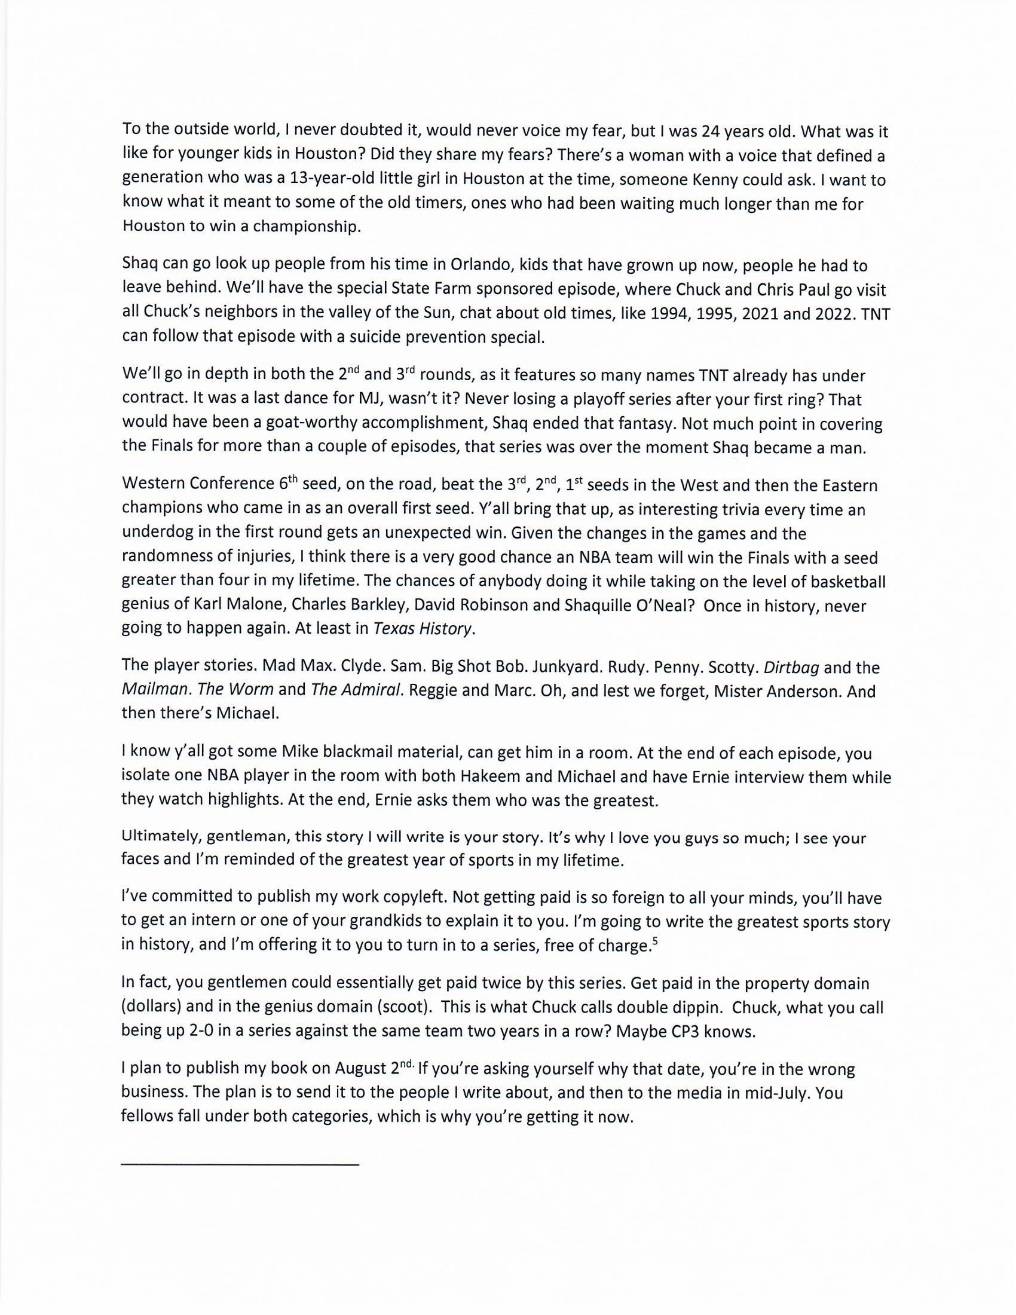 To the outside world, I never doubted it, would never voice my fear, but I was 24 years old. What was it
like for younger kids in Houston? Did they share my fears? There's a woman with a voice that defined a
generation who was a 13-year-old little girl in Houston at the time, someone Kenny could ask. I want to
know what it meant to some of the old timers, ones who had been waiting much longer than me for
Houston to win a championship.
Shaq can go look up people from his time in Orlando, kids that have grown up now, people he had to
leave behind. We'll have the special State Farm sponsored episode, where Chuck and Chris Paul go visit
all Chuck's neighbors in the valley of the Sun, chat about old times, like 1994, 1995, 2021 and 2022. TNT
can follow that episode with a suicide prevention special.
We'll go in depth in both the 2nd and 3rd rounds, as it features so many names TNT already has under
contract. It was a last dance for MJ, wasn't it? Never losing a playoff series after your first ring? That
would have been a goat-worthy accomplishment, Shaq ended that fantasy. Not much point in covering
the Finals for more than a couple of episodes, that series was over the moment Shaq became a man.
Western Conference 6th seed, on the road, beat the 3rd, 2nd, 1st seeds in the West and then the Eastern
champions who came in as an overall first seed. Y'all bring that up, as interesting trivia every time an
underdog in the first round gets an unexpected win. Given the changes in the games and the
randomness of injuries, I think there is a very good chance an NBA team will win the Finals with a seed
greater than four in my lifetime. The chances of anybody doing it while taking on the level of basketball
genius of Karl Malone, Charles Barkley, David Robinson and Shaquille O'Neal? Once in history, never
going to happen again. At least in Texas History.
The player stories. Mad Max. Clyde. Sam. Big Shot Bob. Junkyard. Rudy. Penny. Scotty. Dirtbag and the
Mailman. The Worm and The Admiral. Reggie and Marc. Oh, and lest we forget, Mister Anderson. And
then there's Michael.
I know y'all got some Mike blackmail material, can get him in a room. At the end of each episode, you
isolate one NBA player in the room with both Hakeem and Michael and have Ernie interview them while
they watch highlights. At the end, Ernie asks them who was the greatest.
Ultimately, gentleman, this story I will write is your story. It's why I love you guys so much; I see your
faces and I'm reminded of the greatest year of sports in my lifetime.
I've committed to publish my work copyleft. Not getting paid is so foreign to all your minds, you'll have
to get an intern or one of your grandkids to explain it to you. I'm going to write the greatest sports story
in history, and I'm offering it to you to turn in to a series, free of charge.5
In fact, you gentlemen could essentially get paid twice by this series. Get paid in the property domain
(dollars) and in the genius domain (scoot). This is what Chuck calls double dippin. Chuck, what you call
being up 2-0 in a series against the same team two years in a row? Maybe CP3 knows.
I plan to publish my book on August 2nd. If you're asking yourself why that date, you're in the wrong
business. The plan is to send it to the people I write about, and then to the media in mid-July. You
fellows fall under both categories, which is why you're getting it now.